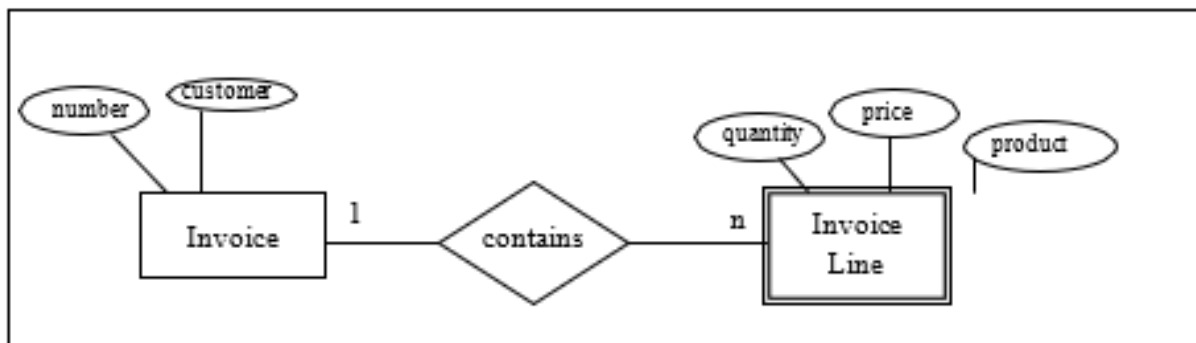 number
customer
quantity
price
product
Invoice
1
contains
n
Invoice
Line